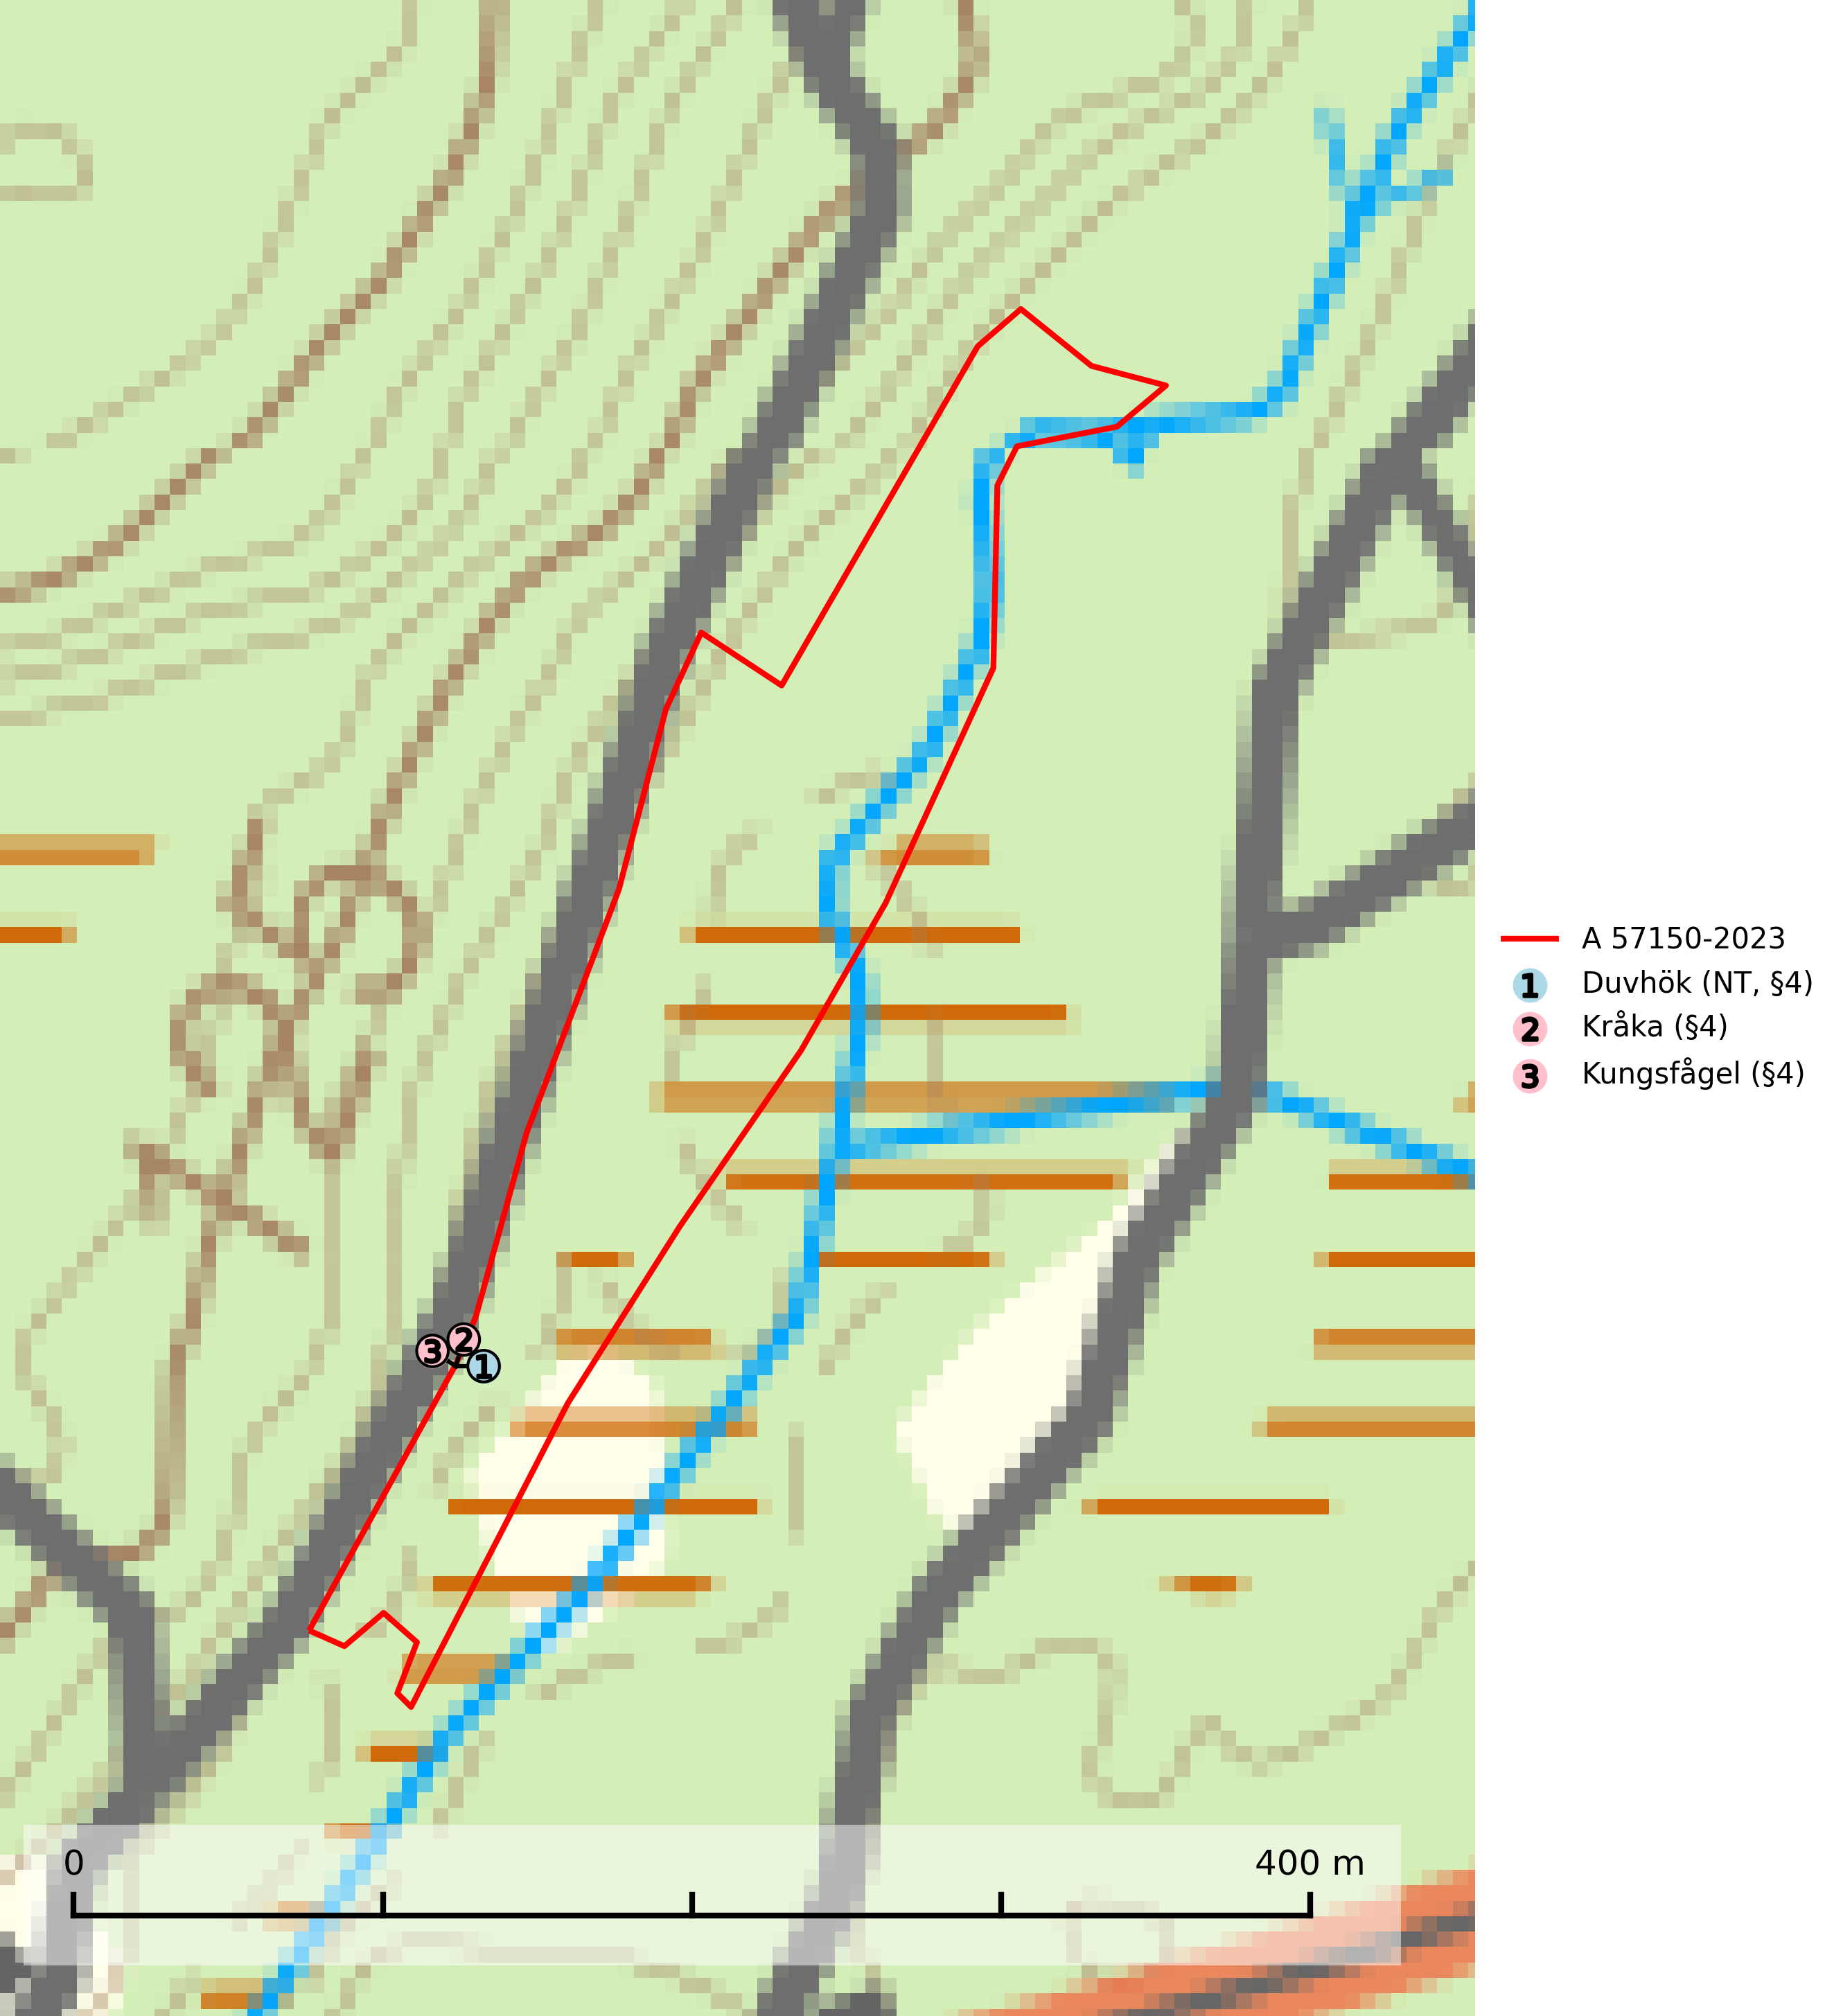 A 57150-2023
1 Duvhök (NT, §4)
2 Kråka (§4)
3 Kungsfågel (§4)
2
3
1
0 400 m